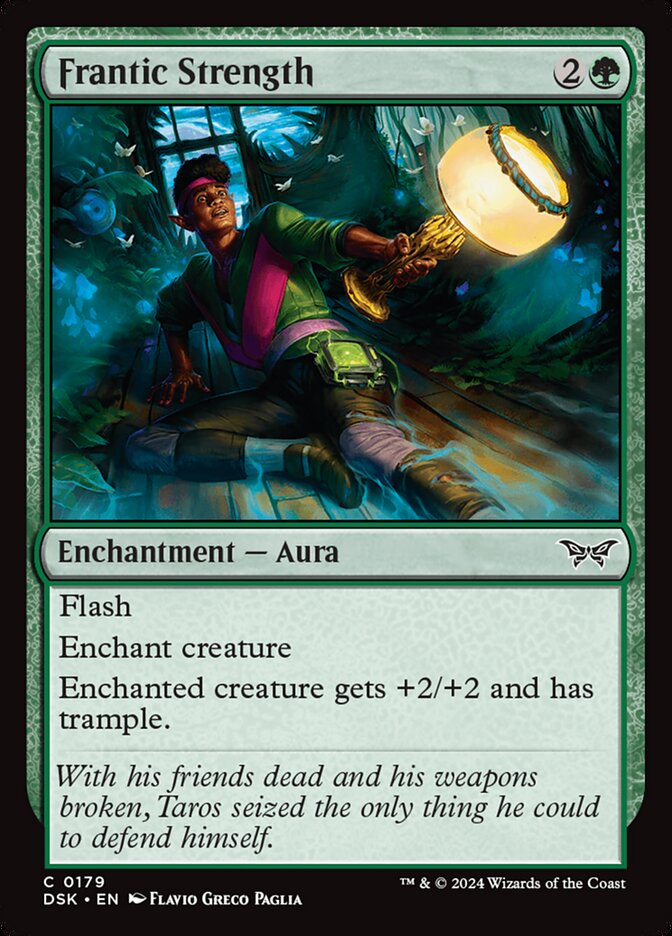 Frantic Strength 2
Enchantment — Aura
Flash
Enchant creature
Enchanted creature gets +2/+2 and has
trample.
With his friends dead and his weapons
broken, Taros seized the only thing he could
to defend himself.
C 0179
DSK • EN Flavio Greco Paglia
™ & © 2024 Wizards of the Coast